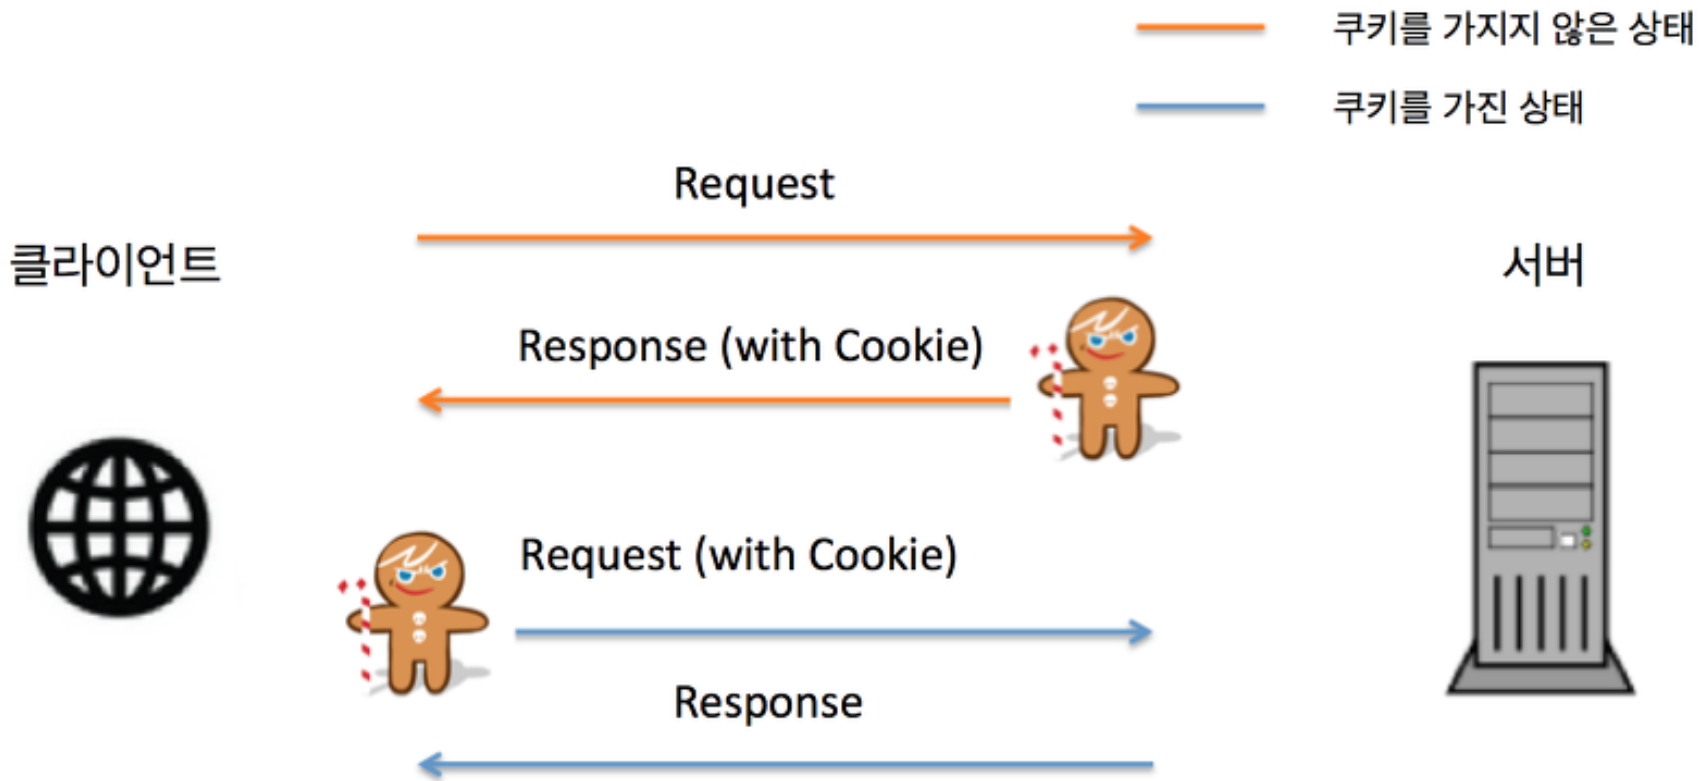 쿠키를 가지지 않은 상태
쿠키를 가진 상태
Request
클라이언트
서버
Response (with Cookie)
Request (with Cookie)
Response